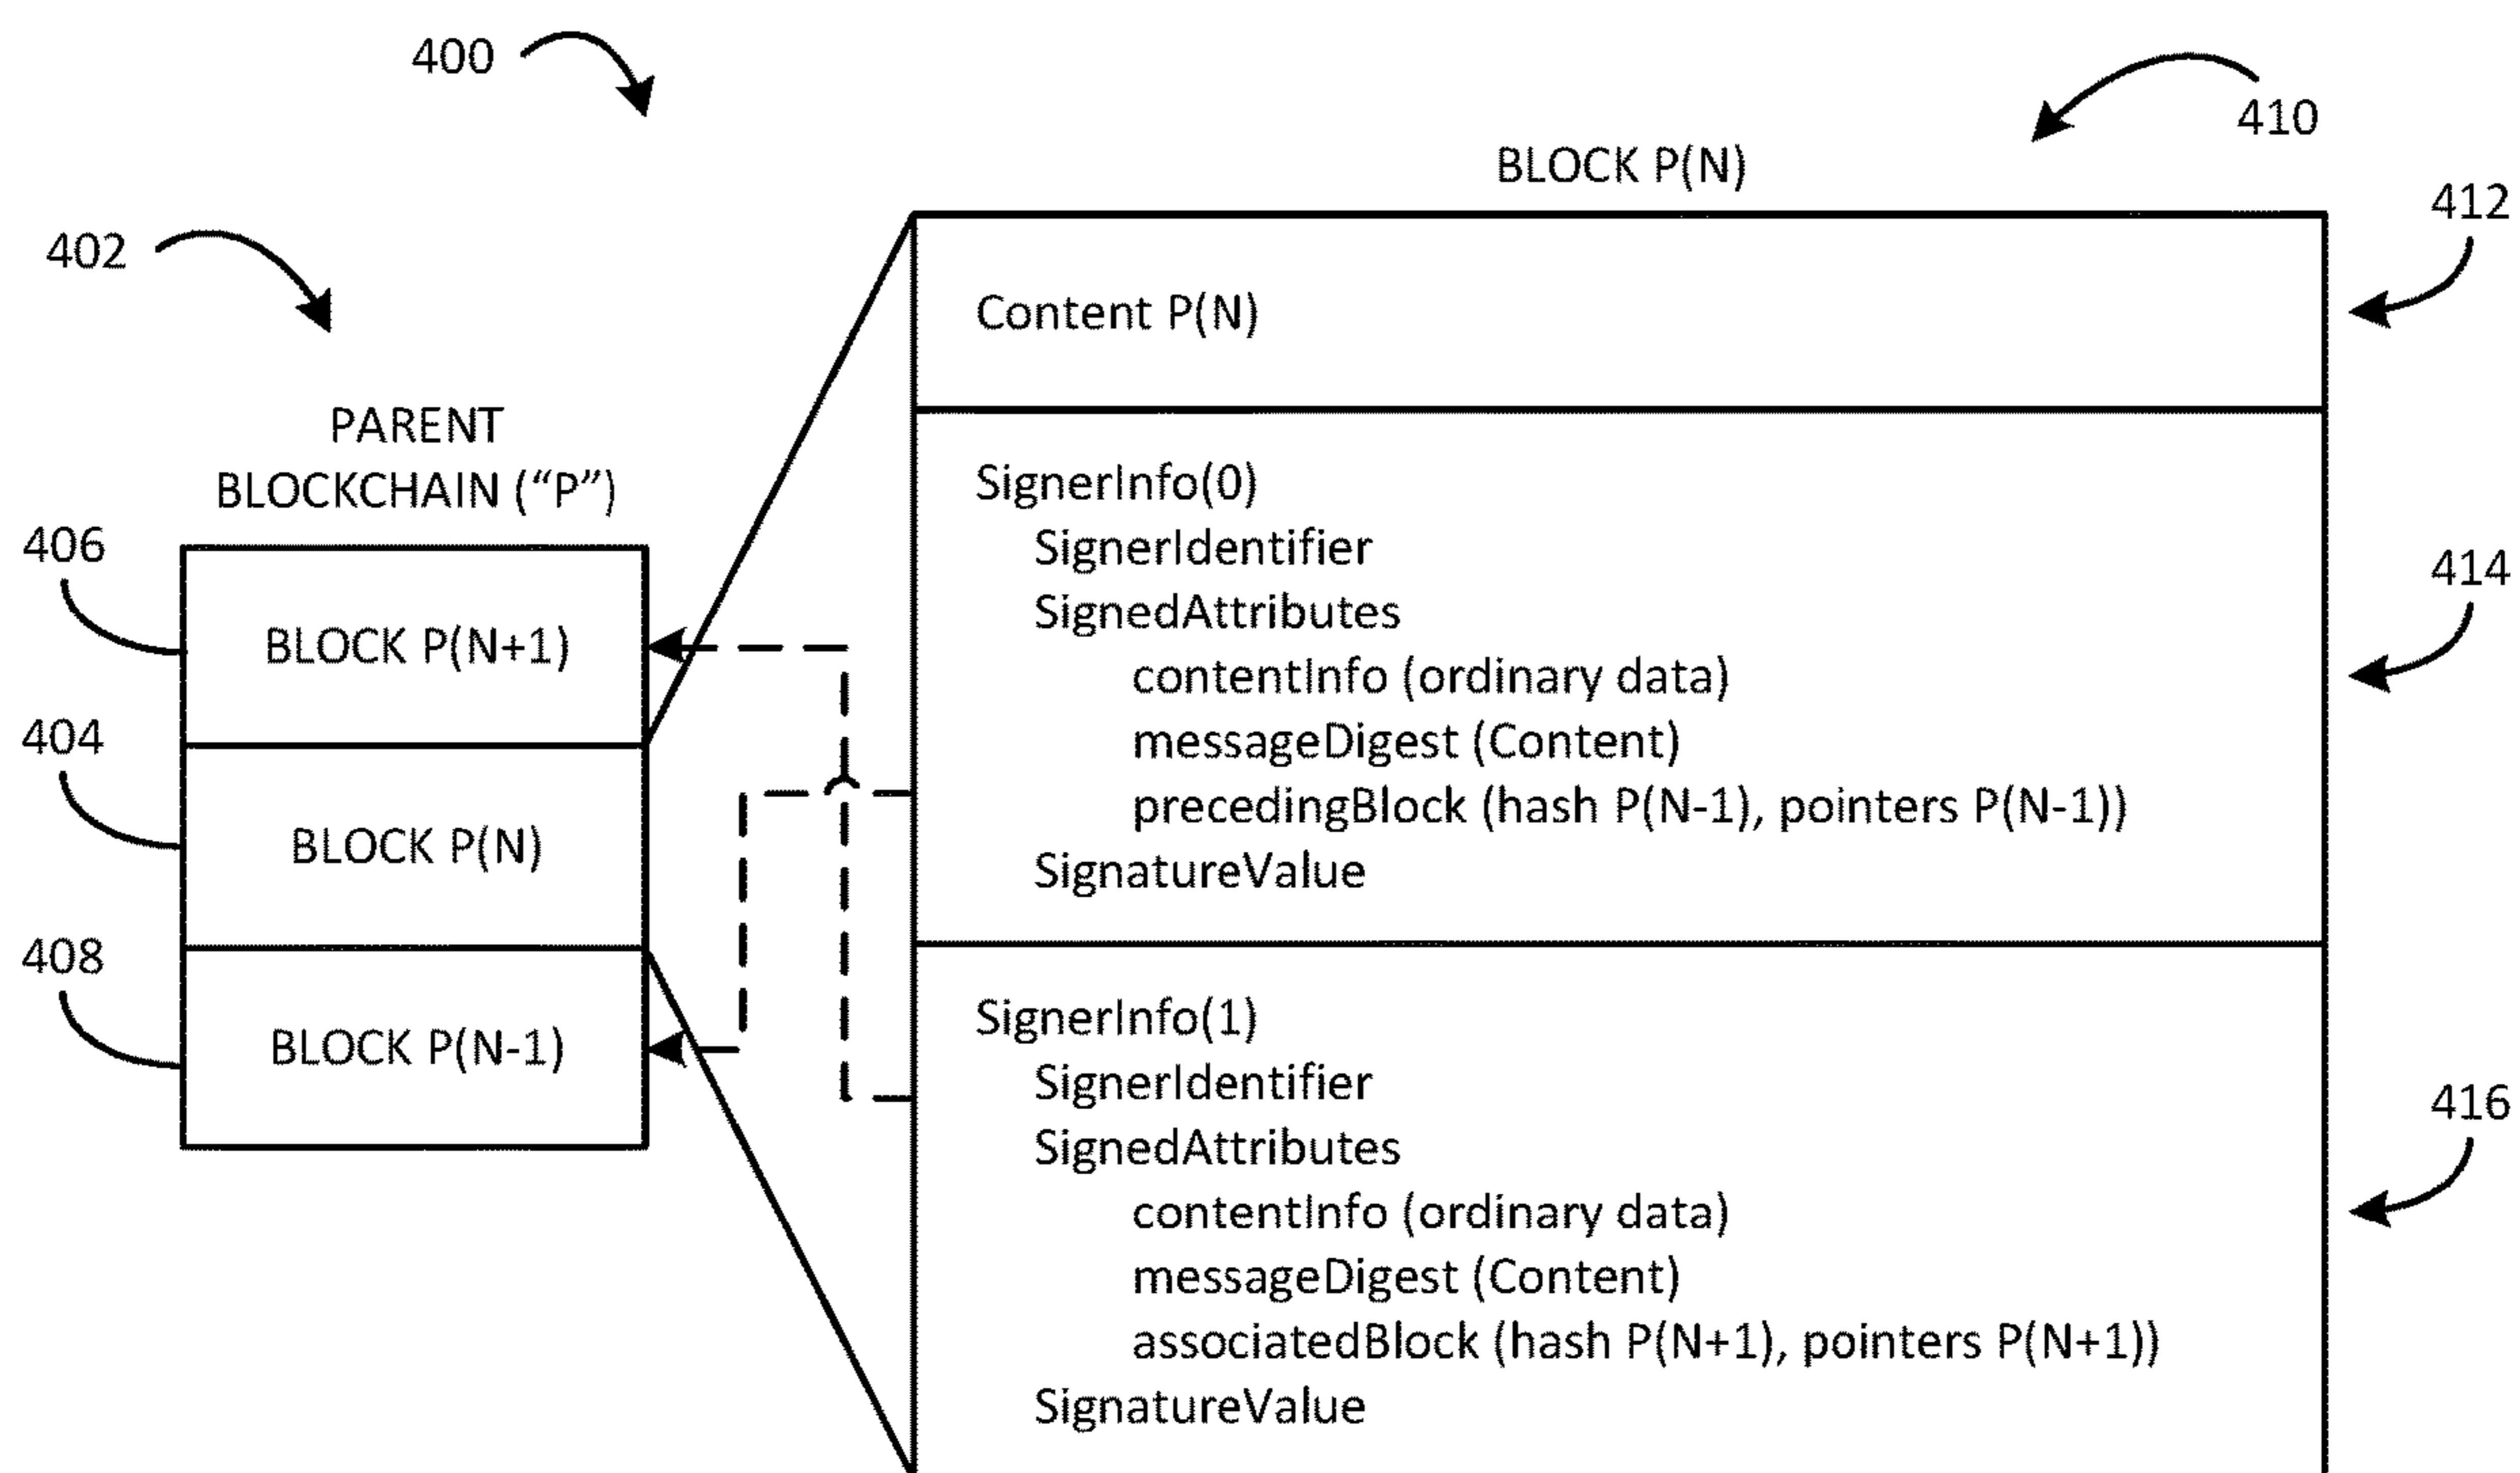 400
410
BLOCK P(N)
412
402
Content P(N)
PARENT
BLOCKCHAIN (“P”)
406
BLOCK P(N+1)
404
BLOCK P(N)
408
BLOCK P(N-1)
SignerInfo(0)
SignerIdentifier
SignedAttributes
contentInfo (ordinary data)
messageDigest (Content)
precedingBlock (hash P(N-1), pointers P(N-1))
SignatureValue
414
SignerInfo(1)
SignerIdentifier
SignedAttributes
contentInfo (ordinary data)
messageDigest (Content)
associatedBlock (hash P(N+1), pointers P(N+1))
SignatureValue
416